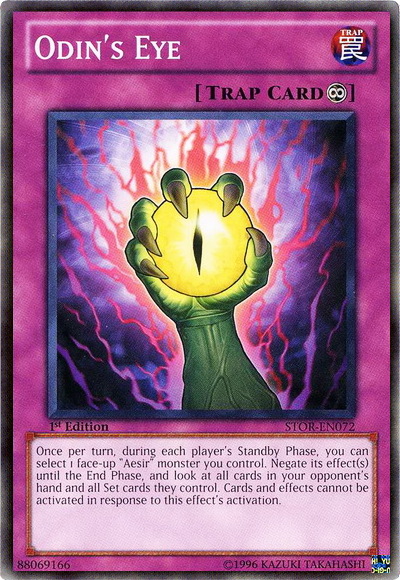 ODIN'S EYE
TRAP
罠
[ TRAP CARD ]
1st Edition
STOR-EN072
Once per turn, during each player's Standby Phase, you can
select 1 face-up "Aesir" monster you control. Negate its effect(s)
until the End Phase, and look at all cards in your opponent's
hand and all Set cards they control. Cards and effects cannot be
activated in response to this effect's activation.
88069166
©1996 KAZUKI TAKAHASHI